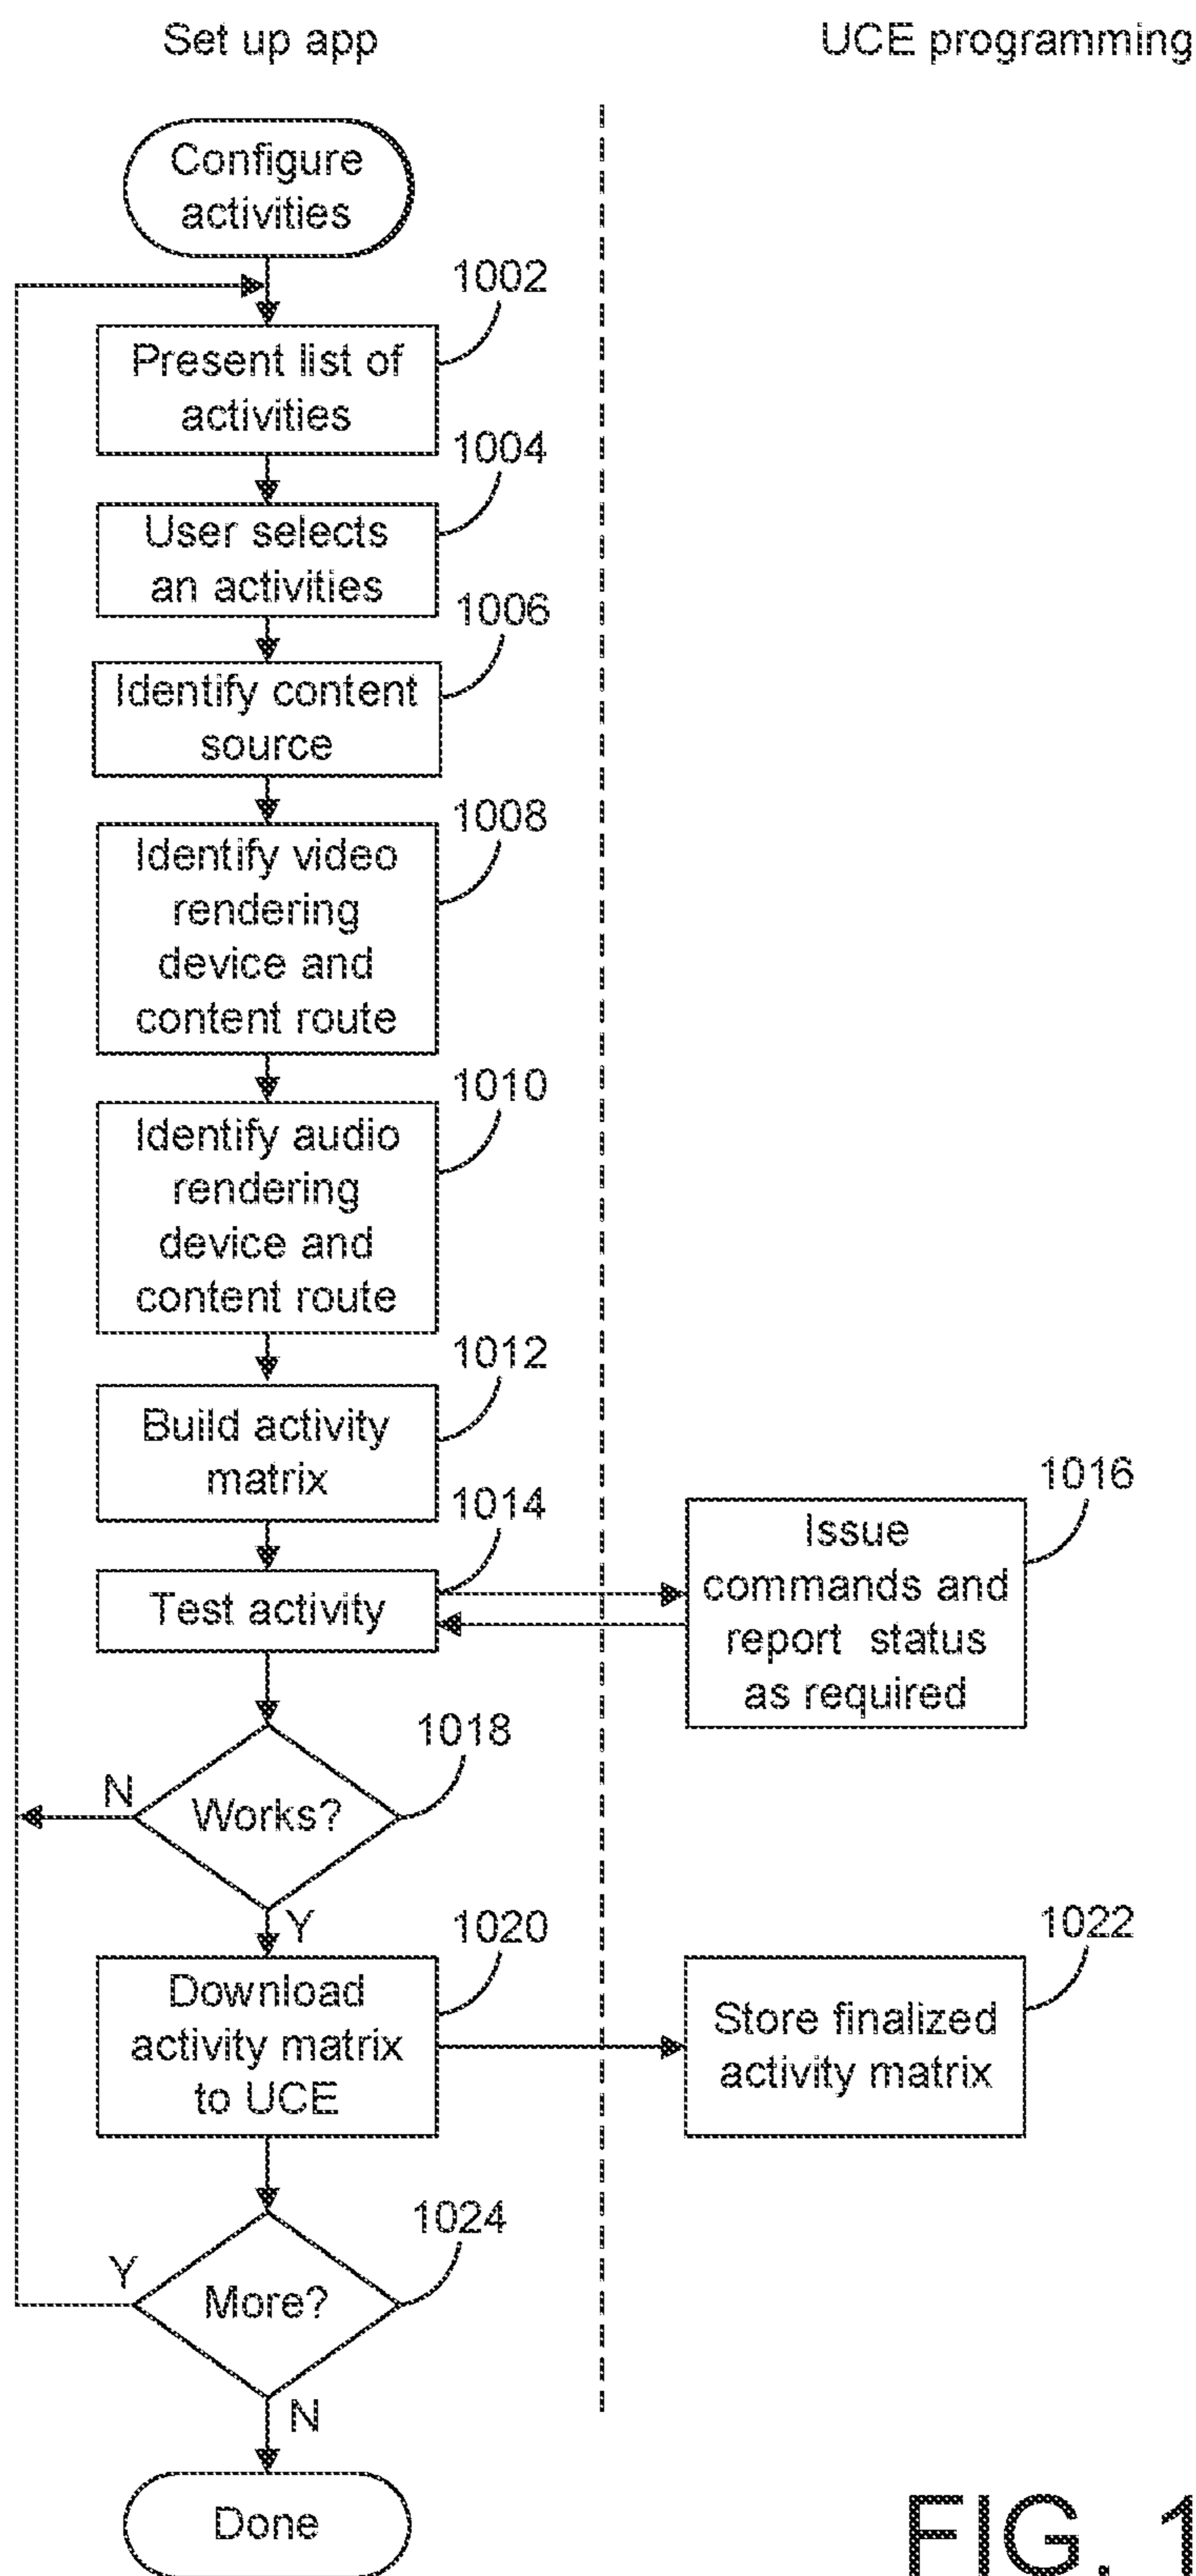 Set up app
UCE programming
Configure
activities
1002
Present list of
activities
1004
User selects
an activities
1006
Identify content
source
1008
Identify video
rendering
device and
content route
1010
Identify audio
rendering
device and
content route
1012
Build activity
matrix
1014
Test activity
1016
Issue
commands and
report status
as required
1018
Works?
N
Y
1020
Download
activity matrix
to UCE
1022
Store finalized
activity matrix
1024
More?
Y
N
Done
FIG. 1